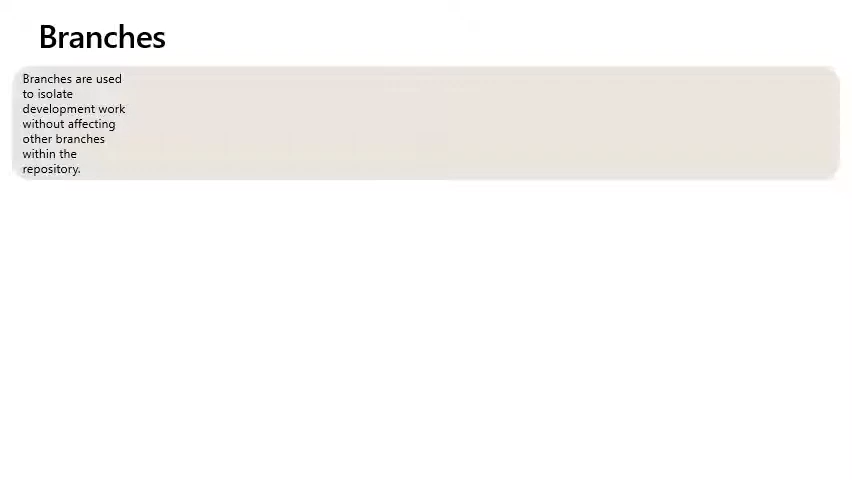 Branches
Branches are used
to isolate
development work
without affecting
other branches
within the
repository.